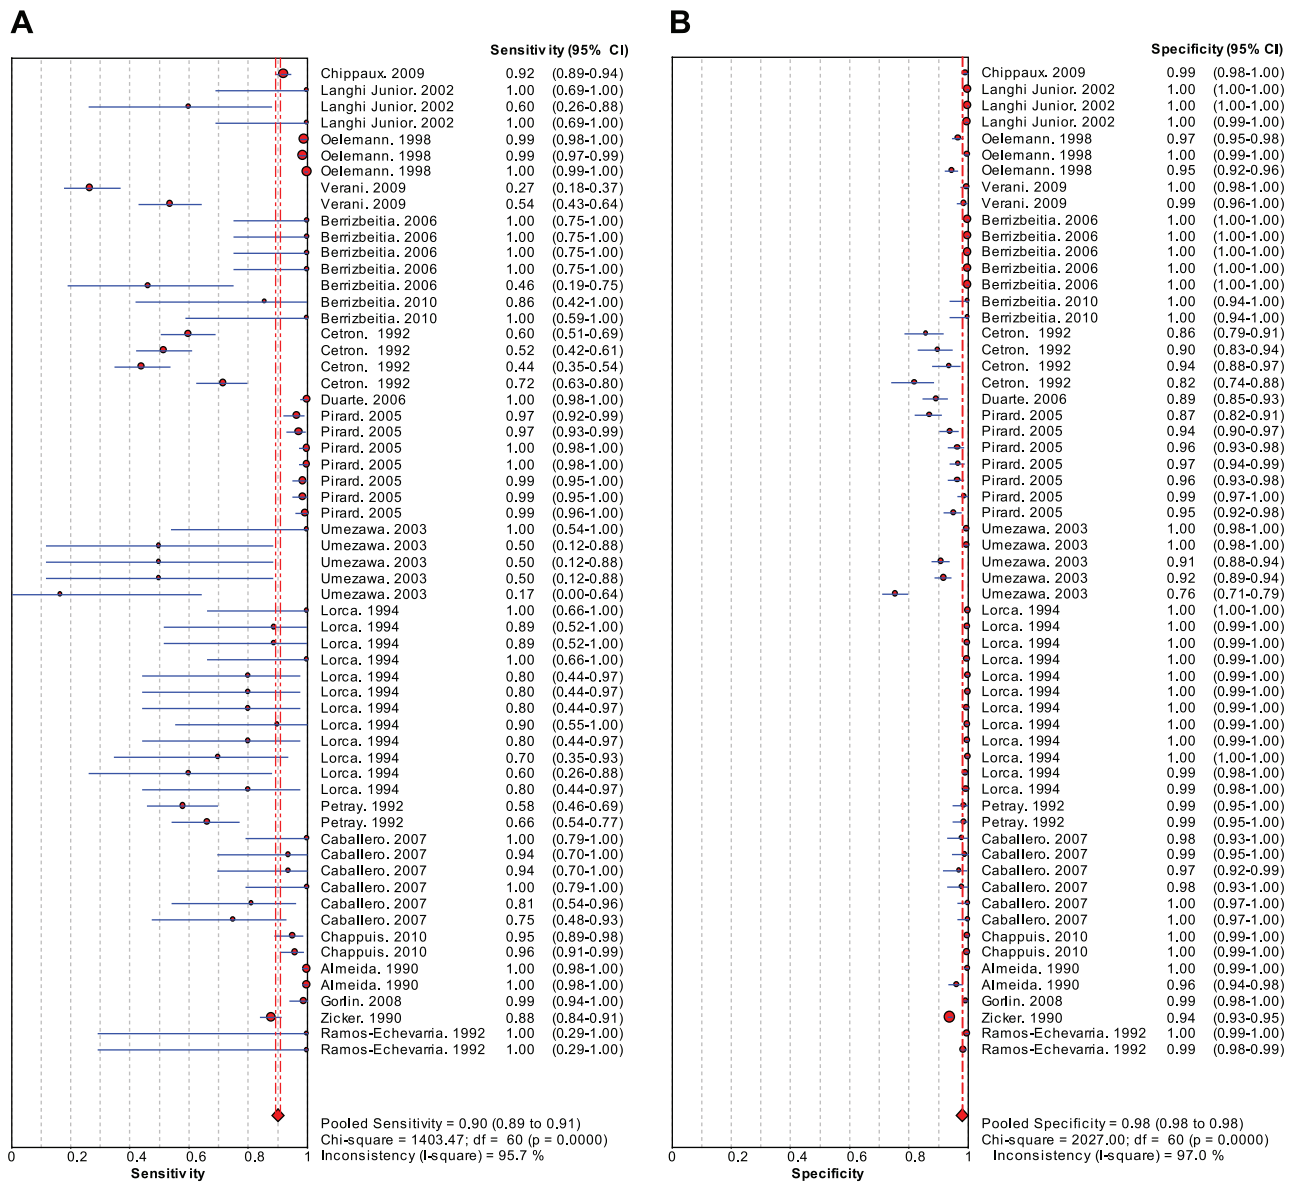 A
Sensitivity (95% CI)
Chippaux. 2009 0.92 (0.89-0.94)
Langhi Junior. 2002 1.00 (0.69-1.00)
Langhi Junior. 2002 0.60 (0.26-0.88)
Langhi Junior. 2002 1.00 (0.69-1.00)
Oelemann. 1998 0.99 (0.98-1.00)
Oelemann. 1998 0.99 (0.97-0.99)
Oelemann. 1998 1.00 (0.99-1.00)
Verani. 2009 0.27 (0.18-0.37)
Verani. 2009 0.54 (0.43-0.64)
Berrizbeitia. 2006 1.00 (0.75-1.00)
Berrizbeitia. 2006 1.00 (0.75-1.00)
Berrizbeitia. 2006 1.00 (0.75-1.00)
Berrizbeitia. 2006 1.00 (0.75-1.00)
Berrizbeitia. 2006 0.46 (0.19-0.75)
Berrizbeitia. 2010 0.86 (0.42-1.00)
Berrizbeitia. 2010 1.00 (0.59-1.00)
Cetron. 1992 0.60 (0.51-0.69)
Cetron. 1992 0.52 (0.42-0.61)
Cetron. 1992 0.44 (0.35-0.54)
Cetron. 1992 0.72 (0.63-0.80)
Duarte. 2006 1.00 (0.98-1.00)
Pirard. 2005 0.97 (0.92-0.99)
Pirard. 2005 0.97 (0.93-0.99)
Pirard. 2005 1.00 (0.98-1.00)
Pirard. 2005 1.00 (0.98-1.00)
Pirard. 2005 0.99 (0.95-1.00)
Pirard. 2005 0.99 (0.95-1.00)
Pirard. 2005 0.99 (0.96-1.00)
Umezawa. 2003 1.00 (0.54-1.00)
Umezawa. 2003 0.50 (0.12-0.88)
Umezawa. 2003 0.50 (0.12-0.88)
Umezawa. 2003 0.50 (0.12-0.88)
Umezawa. 2003 0.17 (0.00-0.64)
Lorca. 1994 1.00 (0.66-1.00)
Lorca. 1994 0.89 (0.52-1.00)
Lorca. 1994 0.89 (0.52-1.00)
Lorca. 1994 1.00 (0.66-1.00)
Lorca. 1994 0.80 (0.44-0.97)
Lorca. 1994 0.80 (0.44-0.97)
Lorca. 1994 0.80 (0.44-0.97)
Lorca. 1994 0.90 (0.55-1.00)
Lorca. 1994 0.80 (0.44-0.97)
Lorca. 1994 0.70 (0.35-0.93)
Lorca. 1994 0.60 (0.26-0.88)
Lorca. 1994 0.80 (0.44-0.97)
Petray. 1992 0.58 (0.46-0.69)
Petray. 1992 0.66 (0.54-0.77)
Caballero. 2007 1.00 (0.79-1.00)
Caballero. 2007 0.94 (0.70-1.00)
Caballero. 2007 0.94 (0.70-1.00)
Caballero. 2007 1.00 (0.79-1.00)
Caballero. 2007 0.81 (0.54-0.96)
Caballero. 2007 0.75 (0.48-0.93)
Chappuis. 2010 0.95 (0.89-0.98)
Chappuis. 2010 0.96 (0.91-0.99)
Almeida. 1990 1.00 (0.98-1.00)
Almeida. 1990 1.00 (0.98-1.00)
Gorlin. 2008 0.99 (0.94-1.00)
Zicker. 1990 0.88 (0.84-0.91)
Ramos-Echevarria. 1992 1.00 (0.29-1.00)
Ramos-Echevarria. 1992 1.00 (0.29-1.00)
Pooled Sensitivity = 0.90 (0.89 to 0.91)
Chi-square = 1403.47; df = 60 (p = 0.0000)
Inconsistency (I-square) = 95.7 %
0 0.2 0.4 0.6 0.8 1
Sensitivity
B
Specificity (95% CI)
Chippaux. 2009 0.99 (0.98-1.00)
Langhi Junior. 2002 1.00 (1.00-1.00)
Langhi Junior. 2002 1.00 (1.00-1.00)
Langhi Junior. 2002 1.00 (0.99-1.00)
Oelemann. 1998 0.97 (0.95-0.98)
Oelemann. 1998 1.00 (0.99-1.00)
Oelemann. 1998 0.95 (0.92-0.96)
Verani. 2009 1.00 (0.98-1.00)
Verani. 2009 0.99 (0.96-1.00)
Berrizbeitia. 2006 1.00 (1.00-1.00)
Berrizbeitia. 2006 1.00 (1.00-1.00)
Berrizbeitia. 2006 1.00 (1.00-1.00)
Berrizbeitia. 2006 1.00 (1.00-1.00)
Berrizbeitia. 2006 1.00 (1.00-1.00)
Berrizbeitia. 2010 1.00 (0.94-1.00)
Berrizbeitia. 2010 1.00 (0.94-1.00)
Cetron. 1992 0.86 (0.79-0.91)
Cetron. 1992 0.90 (0.83-0.94)
Cetron. 1992 0.94 (0.88-0.97)
Cetron. 1992 0.82 (0.74-0.88)
Duarte. 2006 0.89 (0.85-0.93)
Pirard. 2005 0.87 (0.82-0.91)
Pirard. 2005 0.94 (0.90-0.97)
Pirard. 2005 0.96 (0.93-0.98)
Pirard. 2005 0.97 (0.94-0.99)
Pirard. 2005 0.96 (0.93-0.98)
Pirard. 2005 0.99 (0.97-1.00)
Pirard. 2005 0.95 (0.92-0.98)
Umezawa. 2003 1.00 (0.98-1.00)
Umezawa. 2003 1.00 (0.98-1.00)
Umezawa. 2003 0.91 (0.88-0.94)
Umezawa. 2003 0.92 (0.89-0.94)
Umezawa. 2003 0.76 (0.71-0.79)
Lorca. 1994 1.00 (1.00-1.00)
Lorca. 1994 1.00 (0.99-1.00)
Lorca. 1994 1.00 (0.99-1.00)
Lorca. 1994 1.00 (0.99-1.00)
Lorca. 1994 1.00 (0.99-1.00)
Lorca. 1994 1.00 (0.99-1.00)
Lorca. 1994 1.00 (0.99-1.00)
Lorca. 1994 1.00 (0.99-1.00)
Lorca. 1994 1.00 (0.99-1.00)
Lorca. 1994 1.00 (1.00-1.00)
Lorca. 1994 0.99 (0.98-1.00)
Lorca. 1994 0.99 (0.98-1.00)
Petray. 1992 0.99 (0.95-1.00)
Petray. 1992 0.99 (0.95-1.00)
Caballero. 2007 0.98 (0.93-1.00)
Caballero. 2007 0.99 (0.95-1.00)
Caballero. 2007 0.97 (0.92-0.99)
Caballero. 2007 0.98 (0.93-1.00)
Caballero. 2007 1.00 (0.97-1.00)
Caballero. 2007 1.00 (0.97-1.00)
Chappuis. 2010 1.00 (0.99-1.00)
Chappuis. 2010 1.00 (0.99-1.00)
Almeida. 1990 1.00 (0.99-1.00)
Almeida. 1990 0.96 (0.94-0.98)
Gorlin. 2008 0.99 (0.98-1.00)
Zicker. 1990 0.94 (0.93-0.95)
Ramos-Echevarria. 1992 1.00 (0.99-1.00)
Ramos-Echevarria. 1992 0.99 (0.98-0.99)
Pooled Specificity = 0.98 (0.98 to 0.98)
Chi-square = 2027.00; df = 60 (p = 0.0000)
Inconsistency (I-square) = 97.0 %
0 0.2 0.4 0.6 0.8 1
Specificity